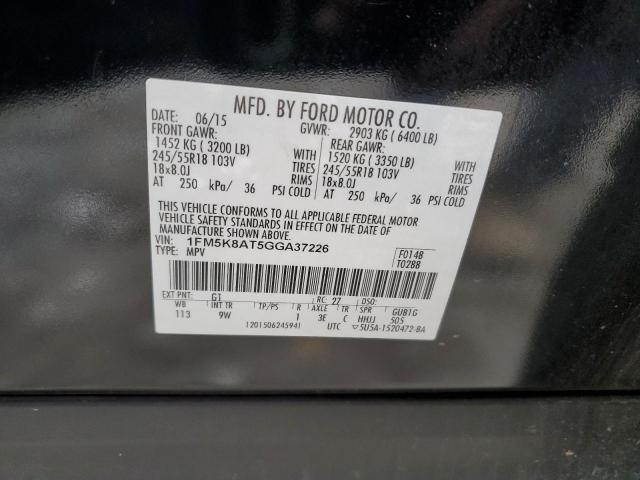 MFD. BY FORD MOTOR CO.
DATE: 06/15 GVWR: 2903 KG ( 6400 LB)
FRONT GAWR: REAR GAWR:
1452 KG ( 3200 LB) WITH 1520 KG ( 3350 LB) WITH
245/55R18 103V TIRES 245/55R18 103V TIRES
18x8.0J RIMS 18x8.0J RIMS
AT 250 kPa/ 36 PSI COLD AT 250 kPa/ 36 PSI COLD
THIS VEHICLE CONFORMS TO ALL APPLICABLE FEDERAL MOTOR
VEHICLE SAFETY STANDARDS IN EFFECT ON THE DATE OF
MANUFACTURE SHOWN ABOVE.
VIN: 1FM5K8AT5GGA37226 F0148
TYPE: MPV T0288
EXT PNT: G1 RC: 27 DSO:
WB INT TR TP/PS R AXLE TR SPR GUB1G
113 9W 1 3E C HHJJ 505
1201506245941 UTC ▽5U5A-1520472-BA